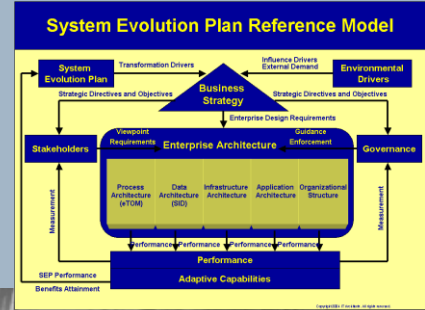 System Evolution Plan Reference Model
System
Evolution Plan
Transformation Drivers
Influence Drivers
External Demand
Environmental
Drivers
Business
Strategy
Strategic Directives and Objectives
Strategic Directives and Objectives
Enterprise Design Requirements
Stakeholders
Viewpoint
Requirements
Enterprise Architecture
Guidance
Enforcement
Governance
Process
Architecture
(eTOM)
Data
Architecture
(SID)
Infrastructure
Architecture
Application
Architecture
Organizational
Structure
Measurement
Measurement
Performance
Performance
Performance
Performance
Performance
Adaptive Capabilities
SEP Performance
Benefits Attainment